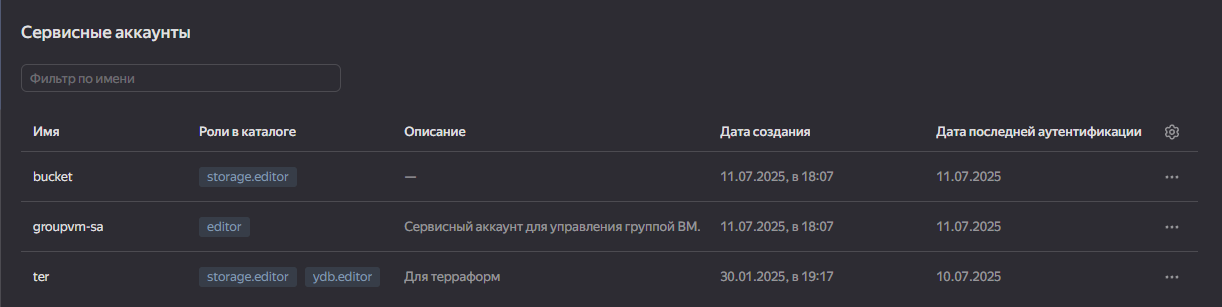 Сервисные аккаунты
Фильтр по имени
Имя Роли в каталоге Описание Дата создания Дата последней аутентификации
bucket storage.editor — 11.07.2025, в 18:07 11.07.2025
groupvm-sa editor Сервисный аккаунт для управления группой ВМ. 11.07.2025, в 18:07 11.07.2025
ter storage.editor ydb.editor Для терраформ 30.01.2025, в 19:17 10.07.2025